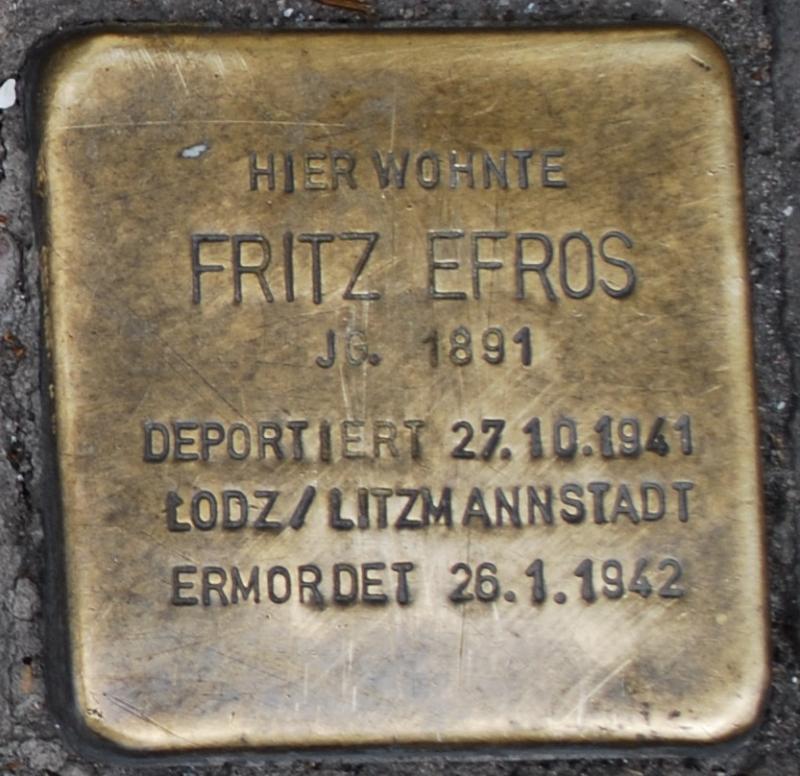 HIER WOHNTE
FRITZ EFROS
JG. 1891
DEPORTIERT 27.10.1941
ŁODZ/LITZMANNSTADT
ERMORDET 26.1.1942